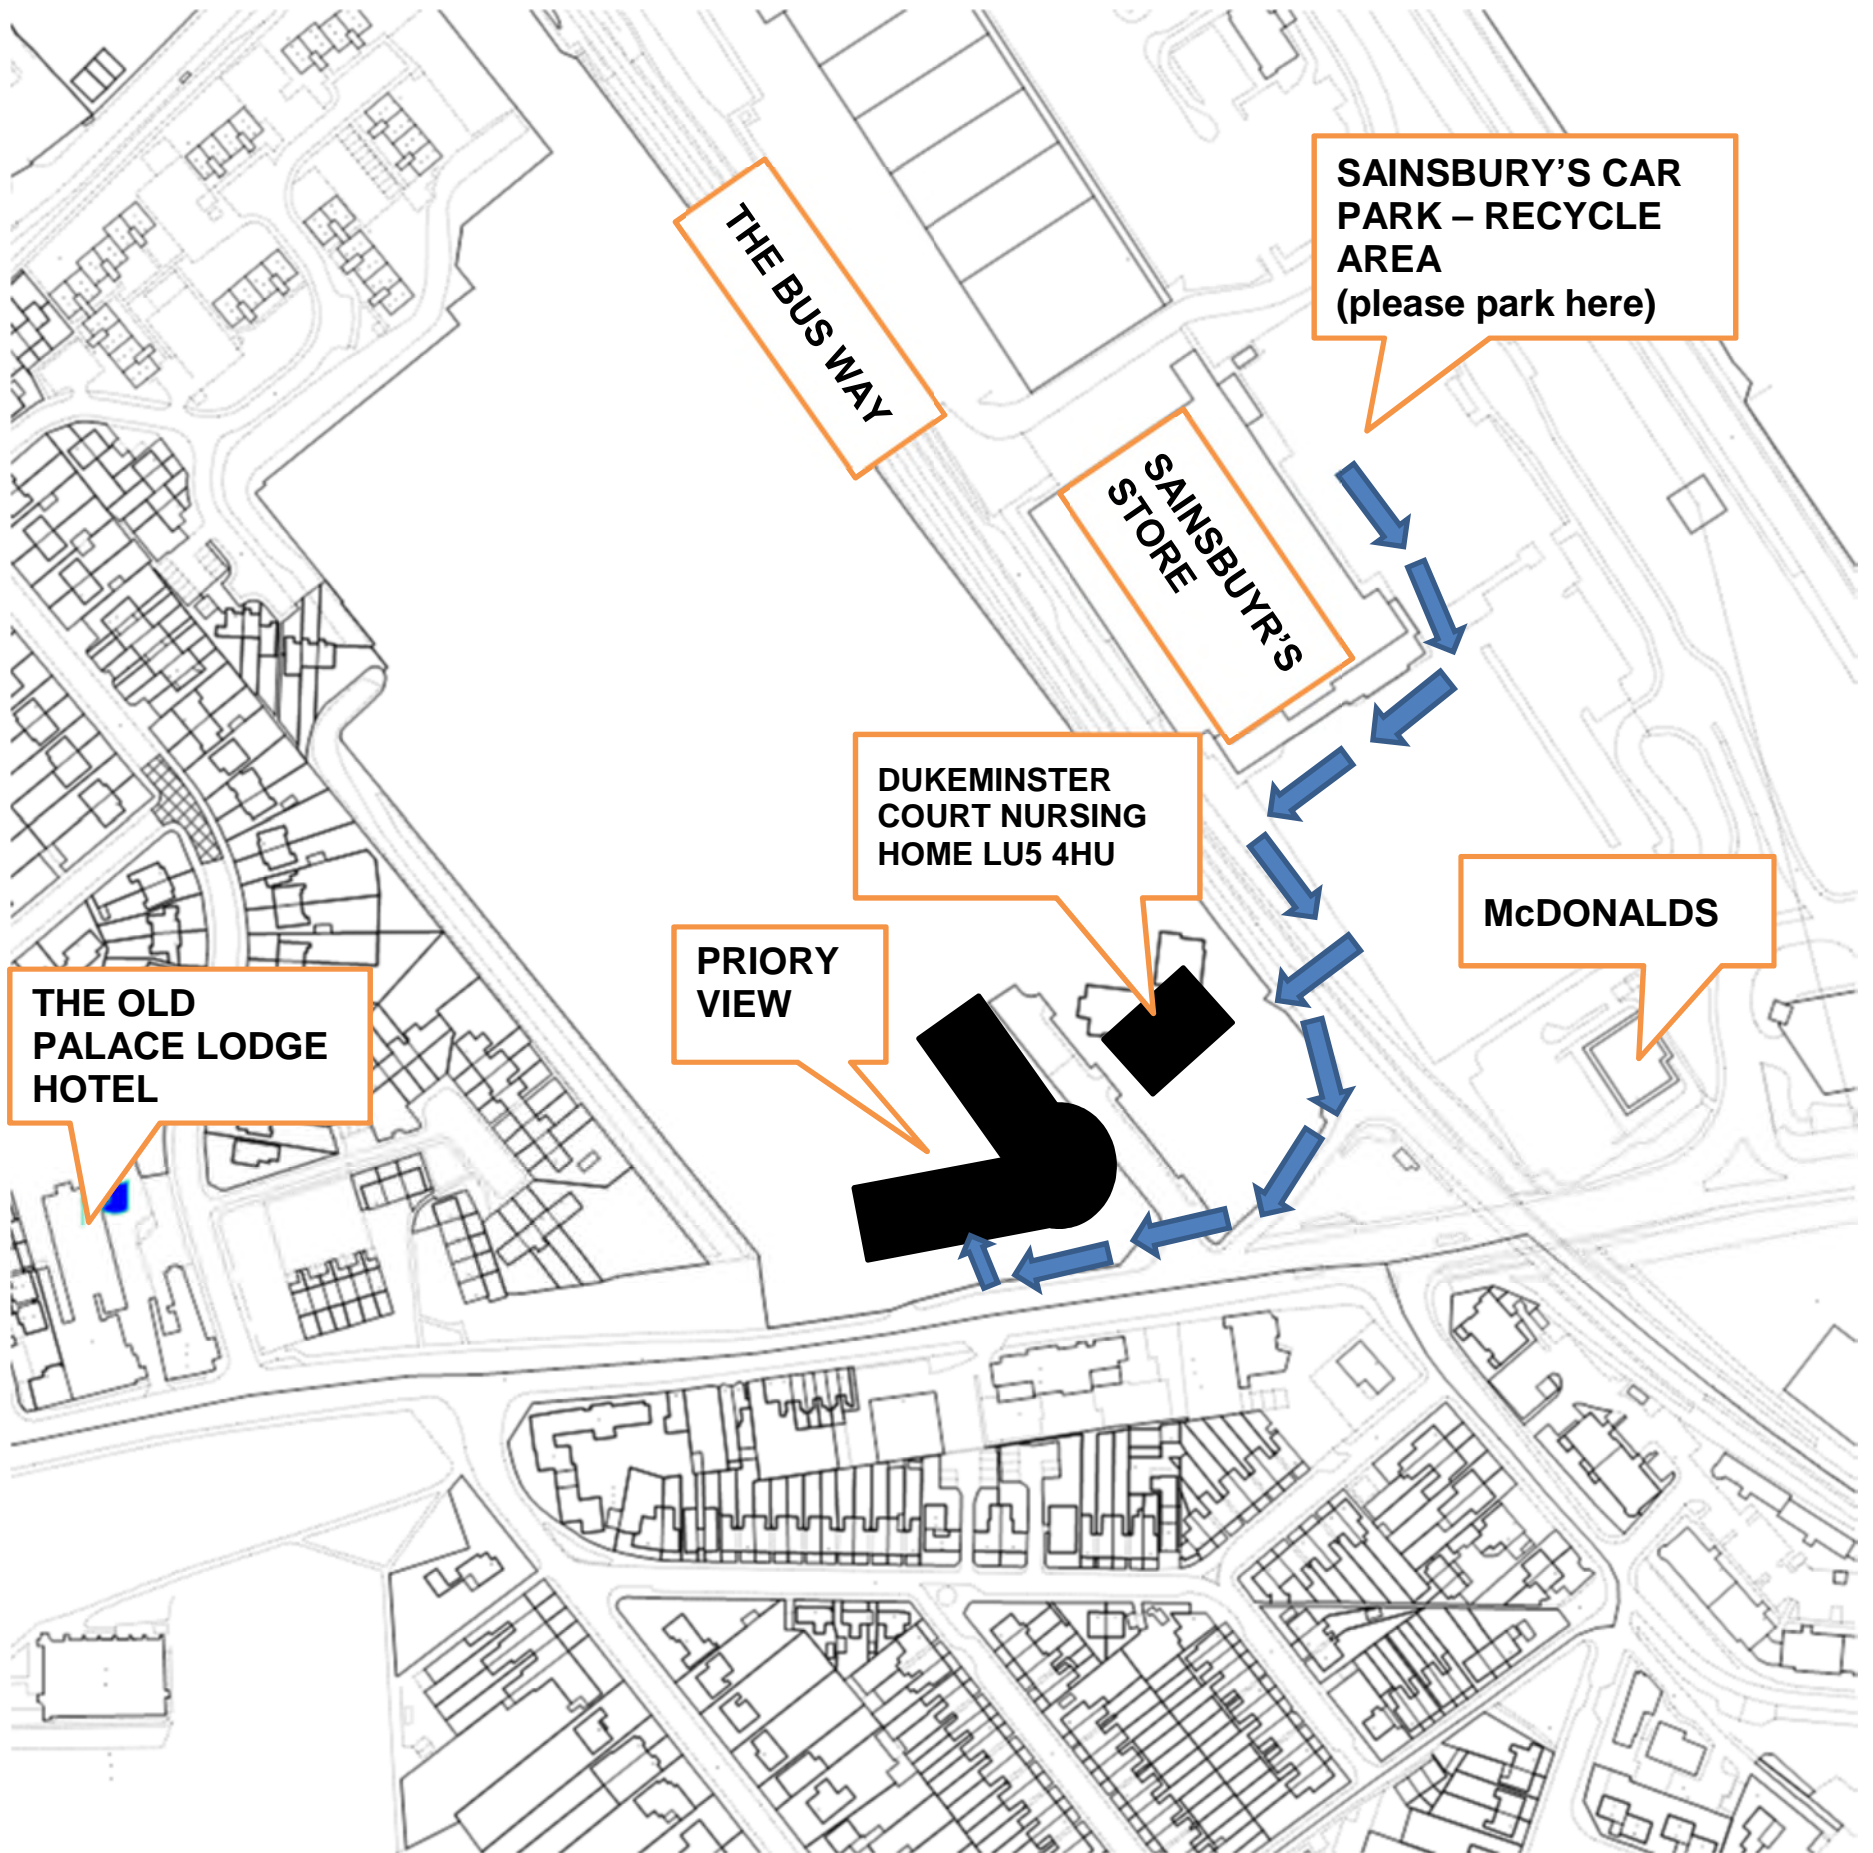 SAINSBURY’S CAR
PARK – RECYCLE
AREA
(please park here)
THE BUS WAY
SAINSBUYR’S
STORE
DUKEMINSTER
COURT NURSING
HOME LU5 4HU
McDONALDS
PRIORY
VIEW
THE OLD
PALACE LODGE
HOTEL